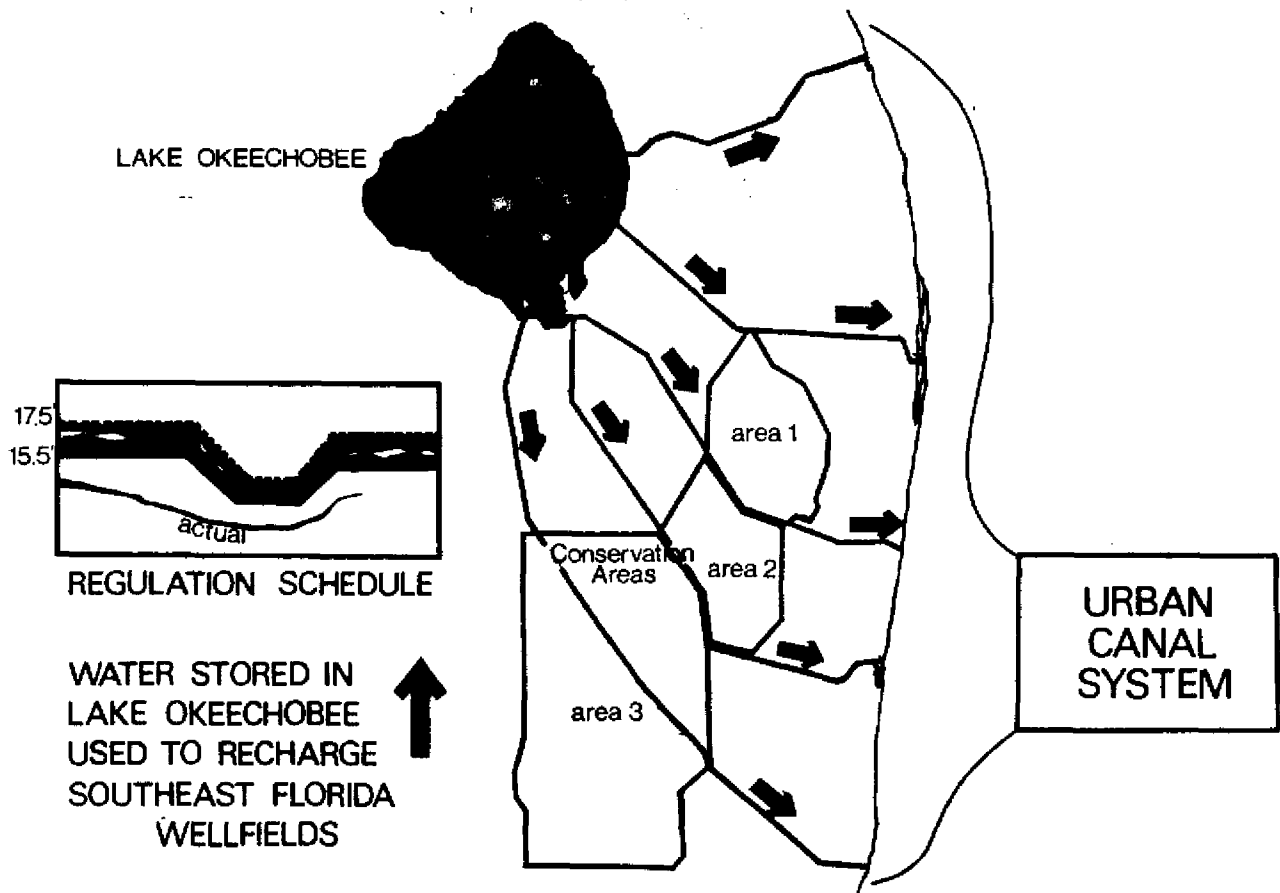 LAKE OKEECHOBEE
17.5'
15.5'
actual
REGULATION SCHEDULE
WATER STORED IN
LAKE OKEECHOBEE
USED TO RECHARGE
SOUTHEAST FLORIDA
WELLFIELDS
area 1
Conservation
Areas
area 2
area 3
URBAN
CANAL
SYSTEM